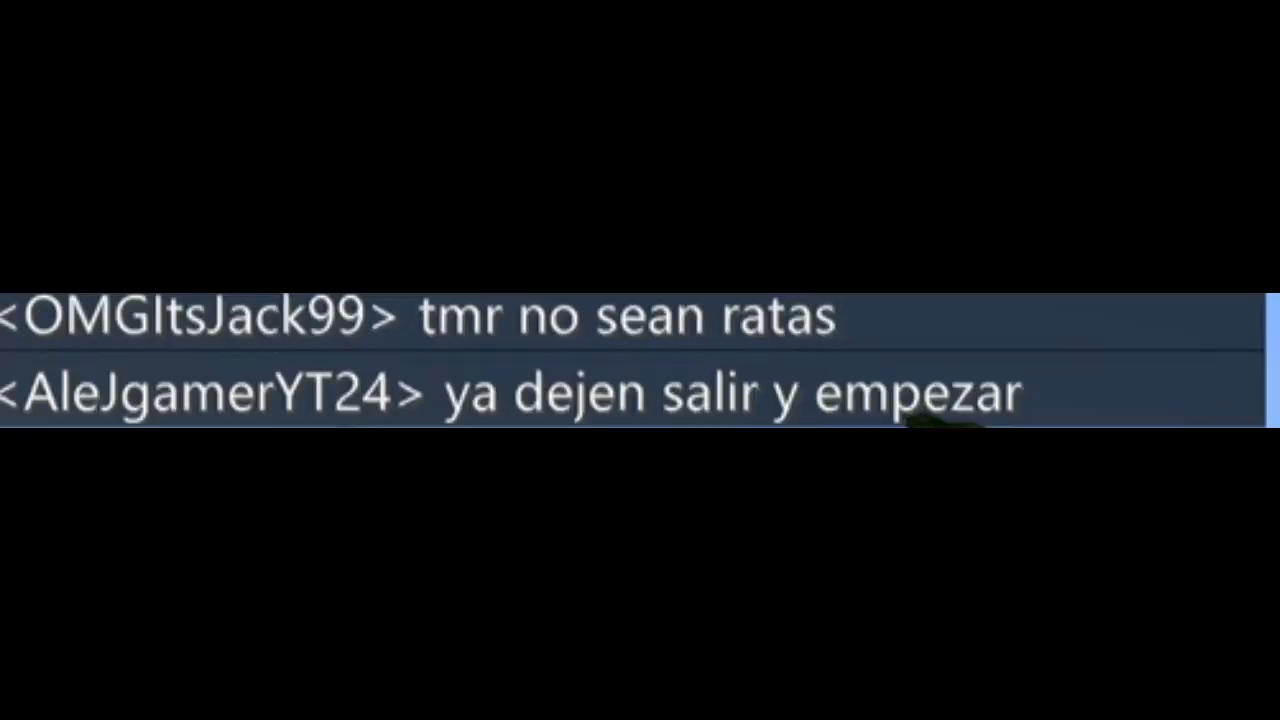 <OMGItsJack99> tmr no sean ratas
<AleJgamerYT24> ya dejen salir y empezar